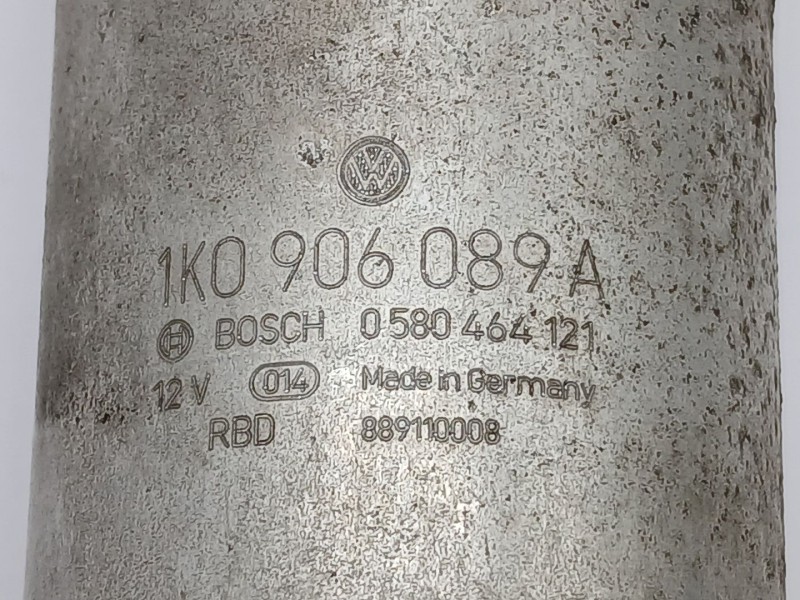 1K0 906 089 A
BOSCH 0 580 464 121
12 V 014 Made in Germany
RBD 889110008